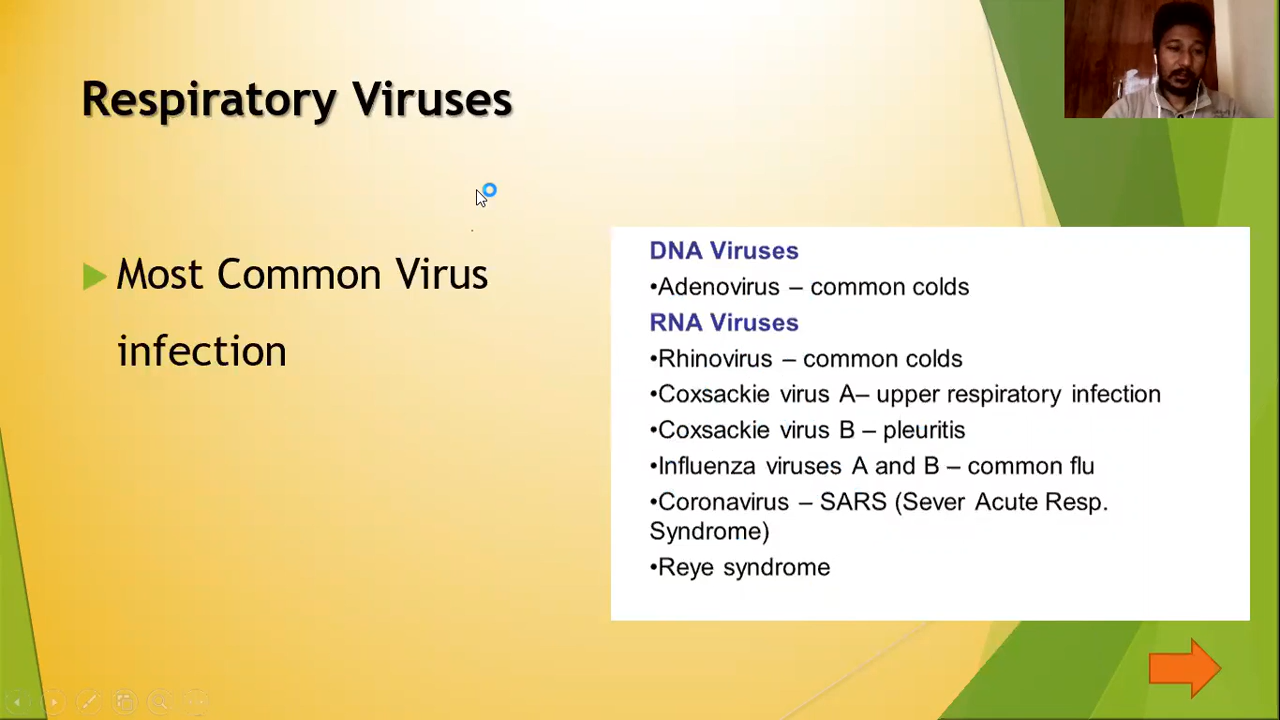 Respiratory Viruses
Most Common Virus
infection
DNA Viruses
•Adenovirus – common colds
RNA Viruses
•Rhinovirus – common colds
•Coxsackie virus A– upper respiratory infection
•Coxsackie virus B – pleuritis
•Influenza viruses A and B – common flu
•Coronavirus – SARS (Sever Acute Resp.
Syndrome)
•Reye syndrome